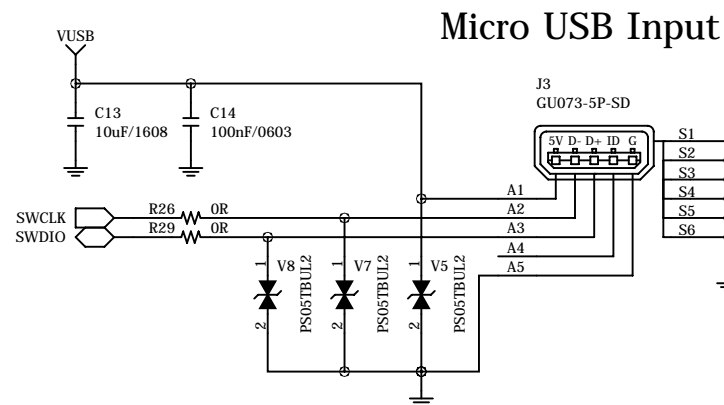 Micro USB Input
VUSB
J3
GU073-5P-SD
C13
10uF/1608
C14
100nF/0603
5V D- D+ ID G
S1
S2
S3
S4
S5
S6
A1
A2
A3
A4
A5
SWCLK
R26
0R
SWDIO
R29
0R
1
V8
PS05TBUL2
2
1
V7
PS05TBUL2
2
1
V5
PS05TBUL2
2